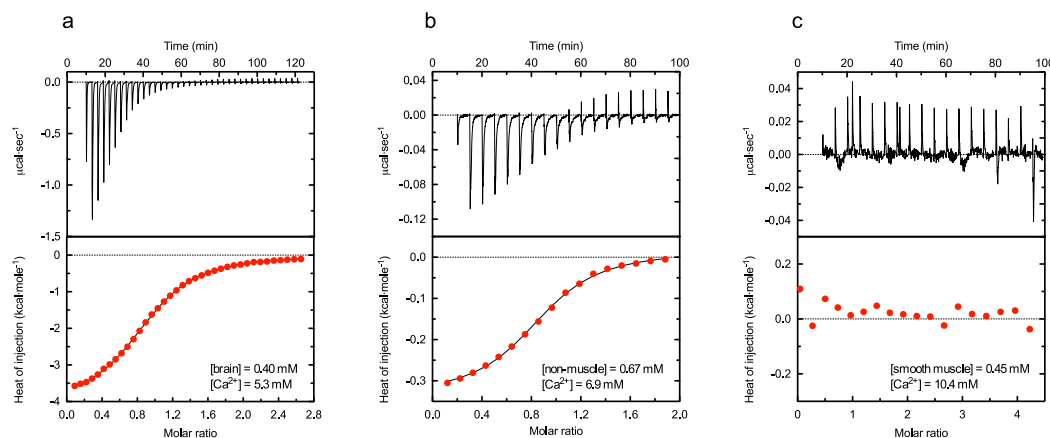 a
Time (min)
0 20 40 60 80 100 120
0.0
-0.5
-1.0
-1.5
µcal·sec⁻¹
0
-1
-2
-3
-4
Heat of injection (kcal·mole⁻¹)
[brain] = 0.40 mM
[Ca²⁺] = 5.3 mM
0.0 0.4 0.8 1.2 1.6 2.0 2.4 2.8
Molar ratio
b
Time (min)
0 20 40 60 80 100
0.04
0.00
-0.04
-0.08
-0.12
µcal·sec⁻¹
0.0
-0.1
-0.2
-0.3
Heat of injection (kcal·mole⁻¹)
[non-muscle] = 0.67 mM
[Ca²⁺] = 6.9 mM
0.0 0.4 0.8 1.2 1.6 2.0
Molar ratio
c
Time (min)
0 20 40 60 80 100
0.04
0.02
0.00
-0.02
-0.04
µcal·sec⁻¹
0.2
0.0
-0.2
Heat of injection (kcal·mole⁻¹)
[smooth muscle] = 0.45 mM
[Ca²⁺] = 10.4 mM
0 1 2 3 4
Molar ratio